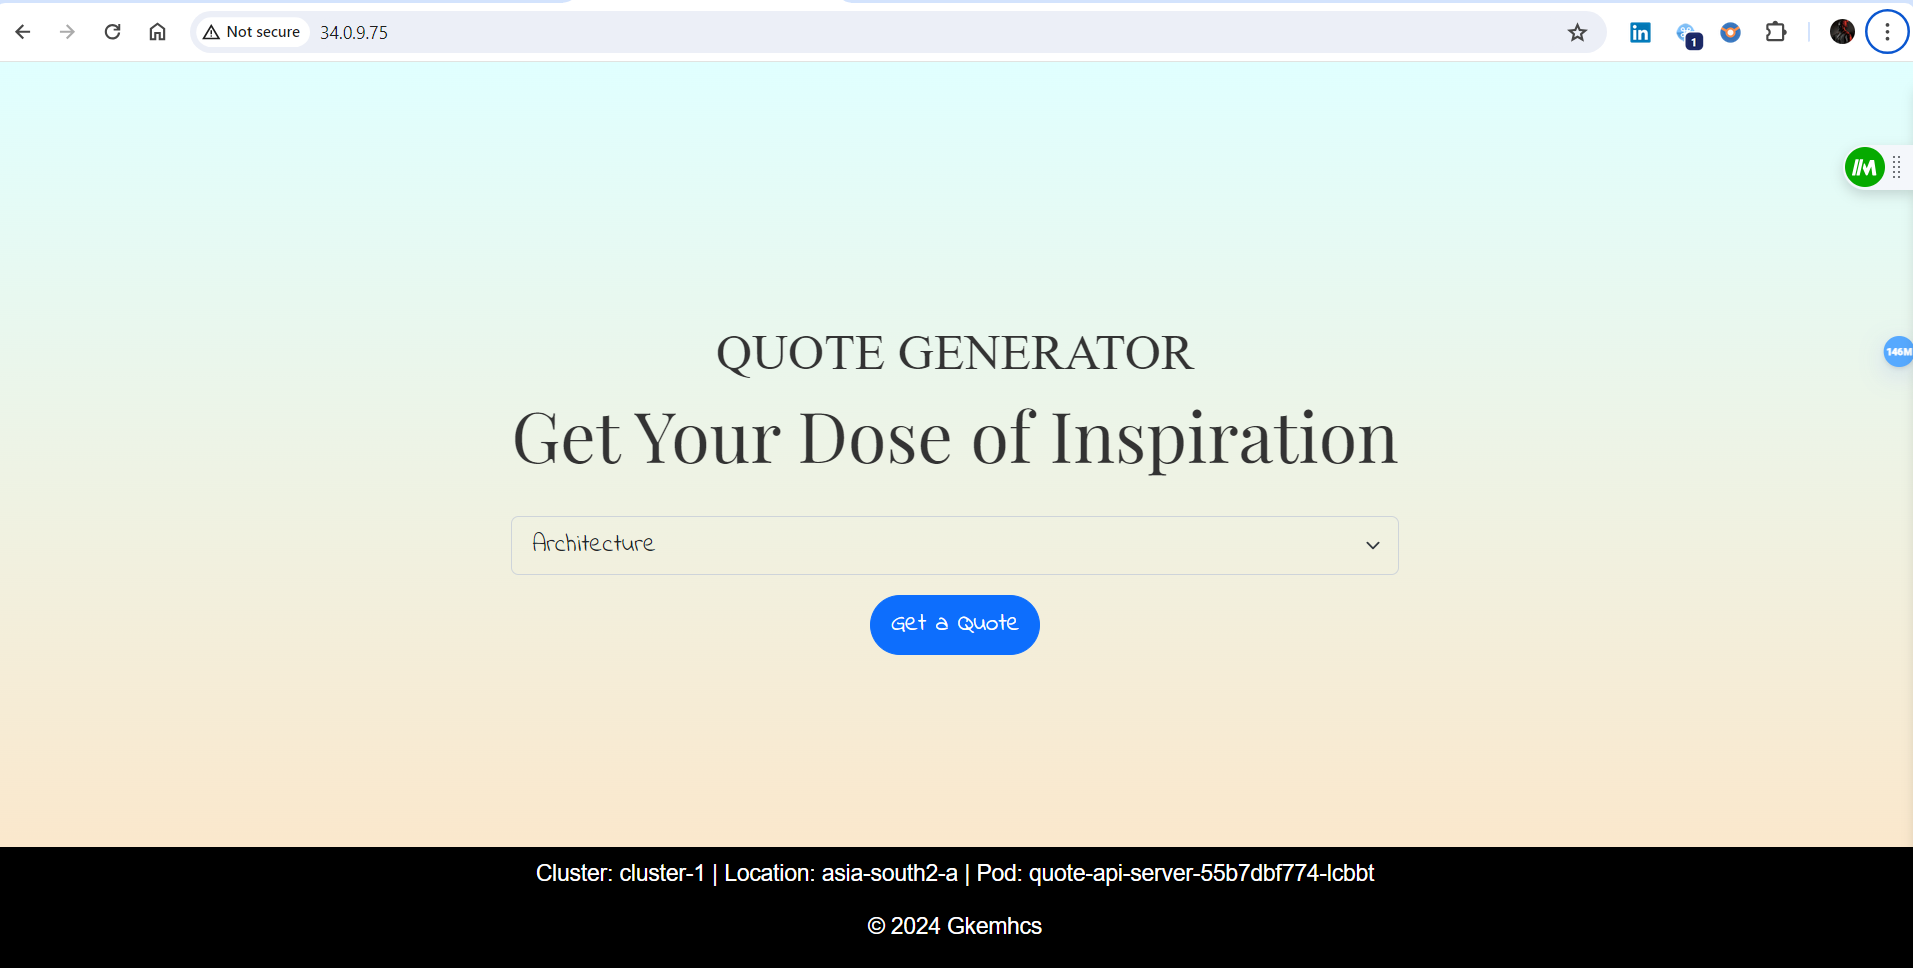 Not secure 34.0.9.75
in
1
M
146M
QUOTE GENERATOR
Get Your Dose of Inspiration
Architecture
Get a Quote
Cluster: cluster-1 | Location: asia-south2-a | Pod: quote-api-server-55b7dbf774-lcbbt
© 2024 Gkemhcs